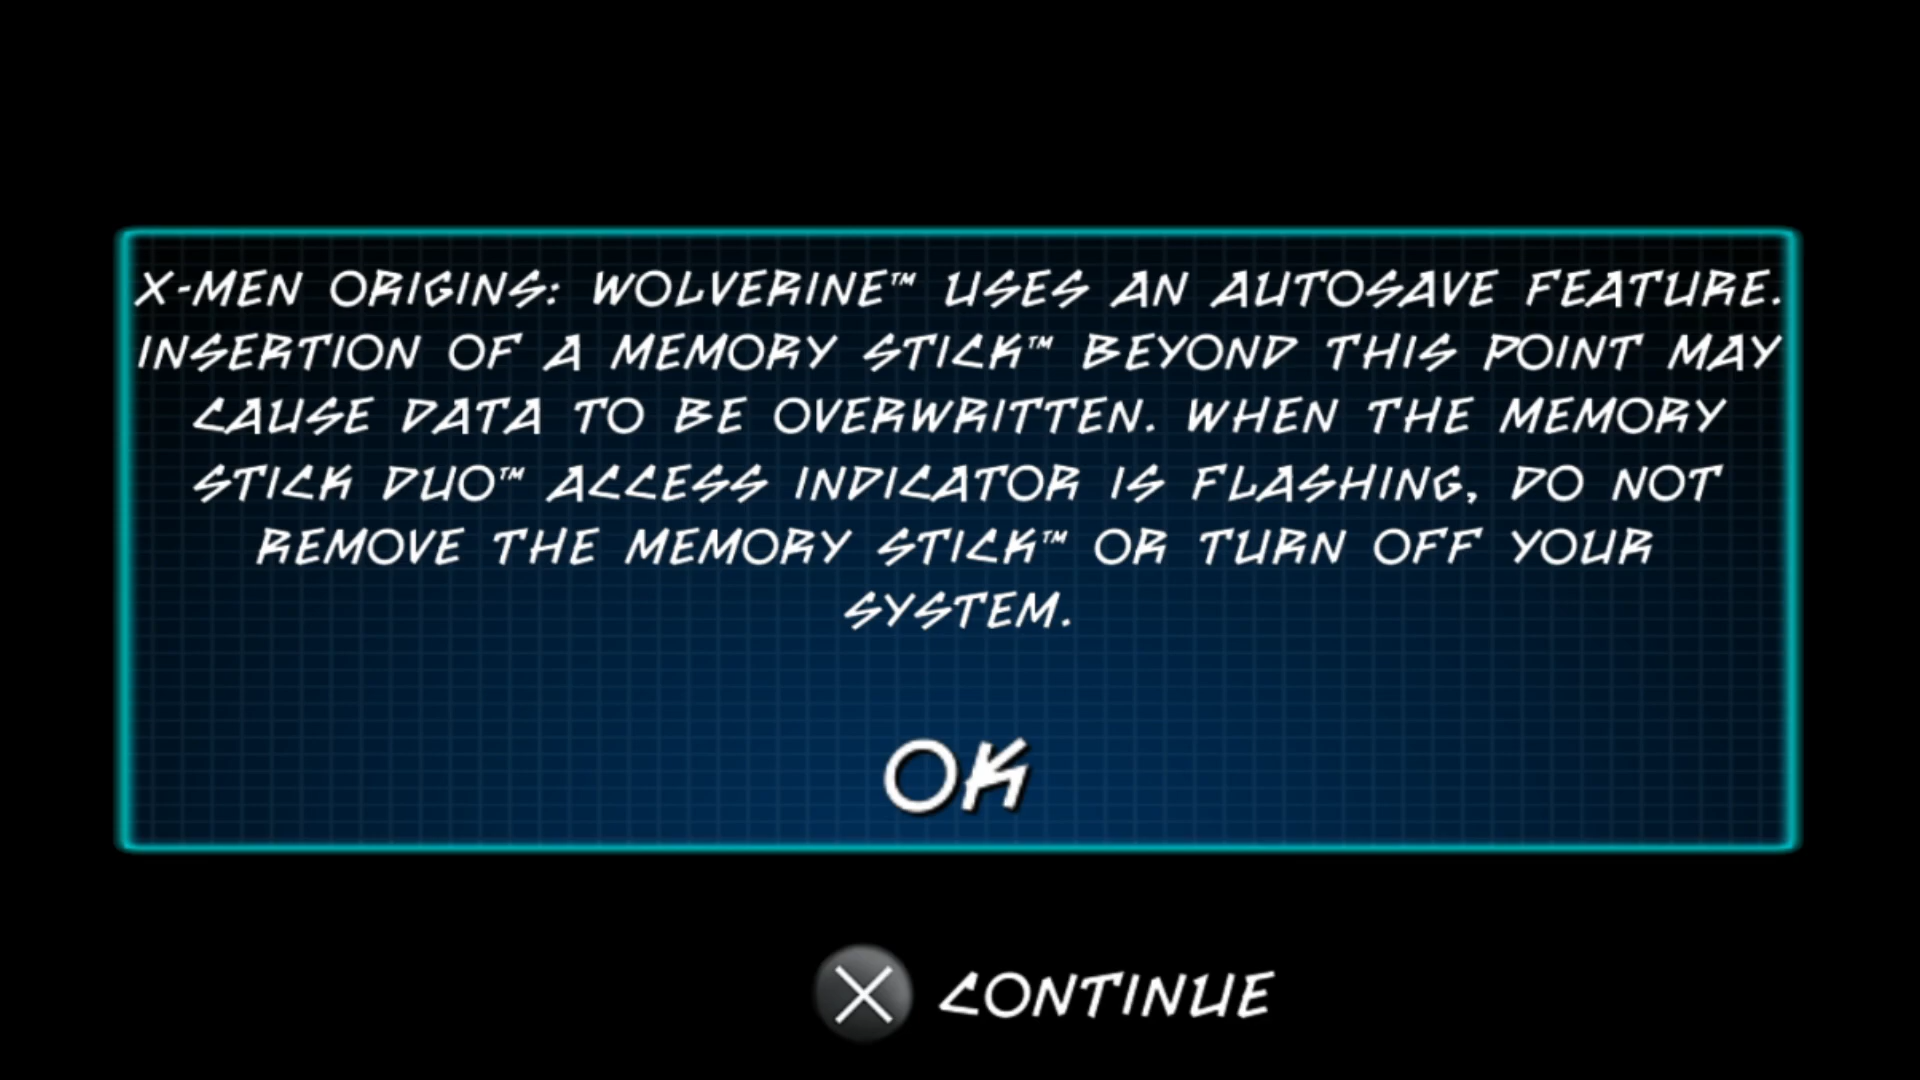 X-MEN ORIGINS: WOLVERINE™ USES AN AUTOSAVE FEATURE.
INSERTION OF A MEMORY STICK™ BEYOND THIS POINT MAY
CAUSE DATA TO BE OVERWRITTEN. WHEN THE MEMORY
STICK DUO™ ACCESS INDICATOR IS FLASHING, DO NOT
REMOVE THE MEMORY STICK™ OR TURN OFF YOUR
SYSTEM.
OK
CONTINUE